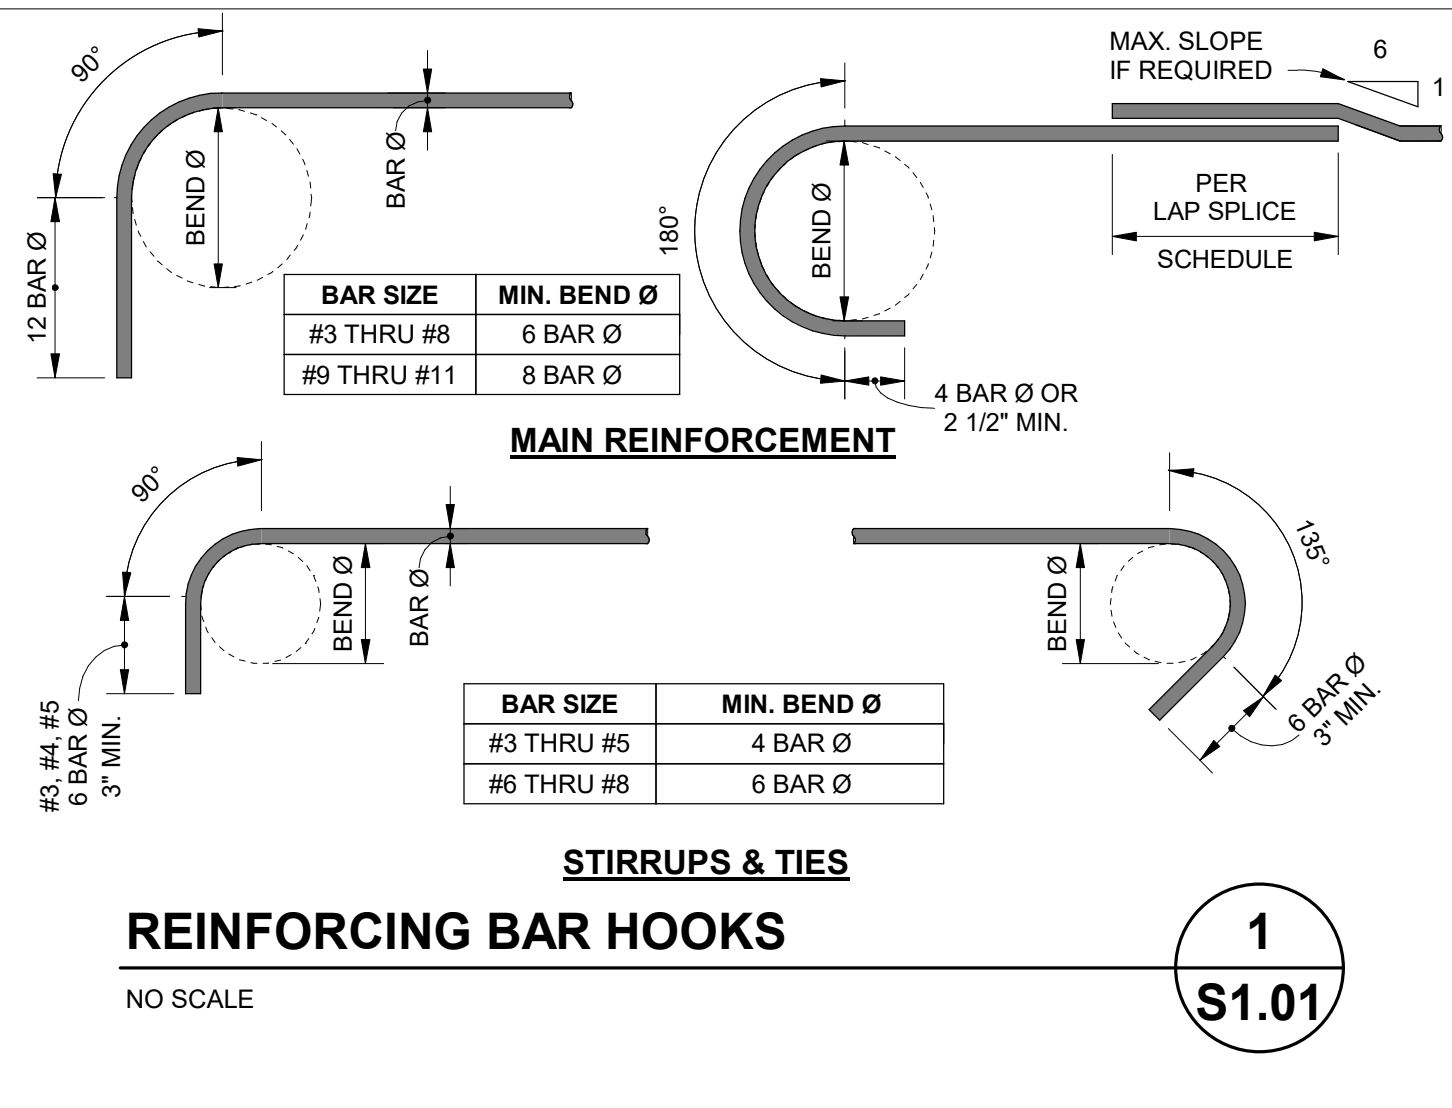 90°
12 BAR Ø
BEND Ø
BAR Ø
BAR SIZE MIN. BEND Ø
#3 THRU #8 6 BAR Ø
#9 THRU #11 8 BAR Ø
180°
BEND Ø
4 BAR Ø OR
2 1/2" MIN.
MAX. SLOPE
IF REQUIRED
6
1
PER
LAP SPLICE
SCHEDULE
MAIN REINFORCEMENT
90°
#3, #4, #5
6 BAR Ø
3" MIN.
BEND Ø
BAR Ø
BEND Ø
135°
6 BAR Ø
3" MIN.
BAR SIZE MIN. BEND Ø
#3 THRU #5 4 BAR Ø
#6 THRU #8 6 BAR Ø
STIRRUPS & TIES
REINFORCING BAR HOOKS
NO SCALE
1
S1.01